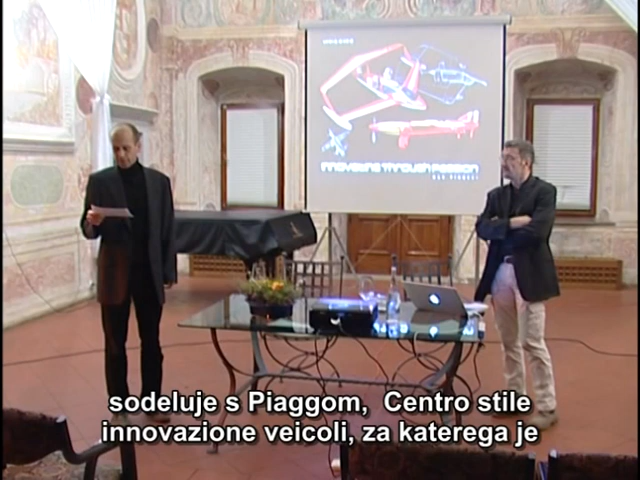 INNOVATING THROUGH PASSION
sodeluje s Piaggom, Centro stile
innovazione veicoli, za katerega je